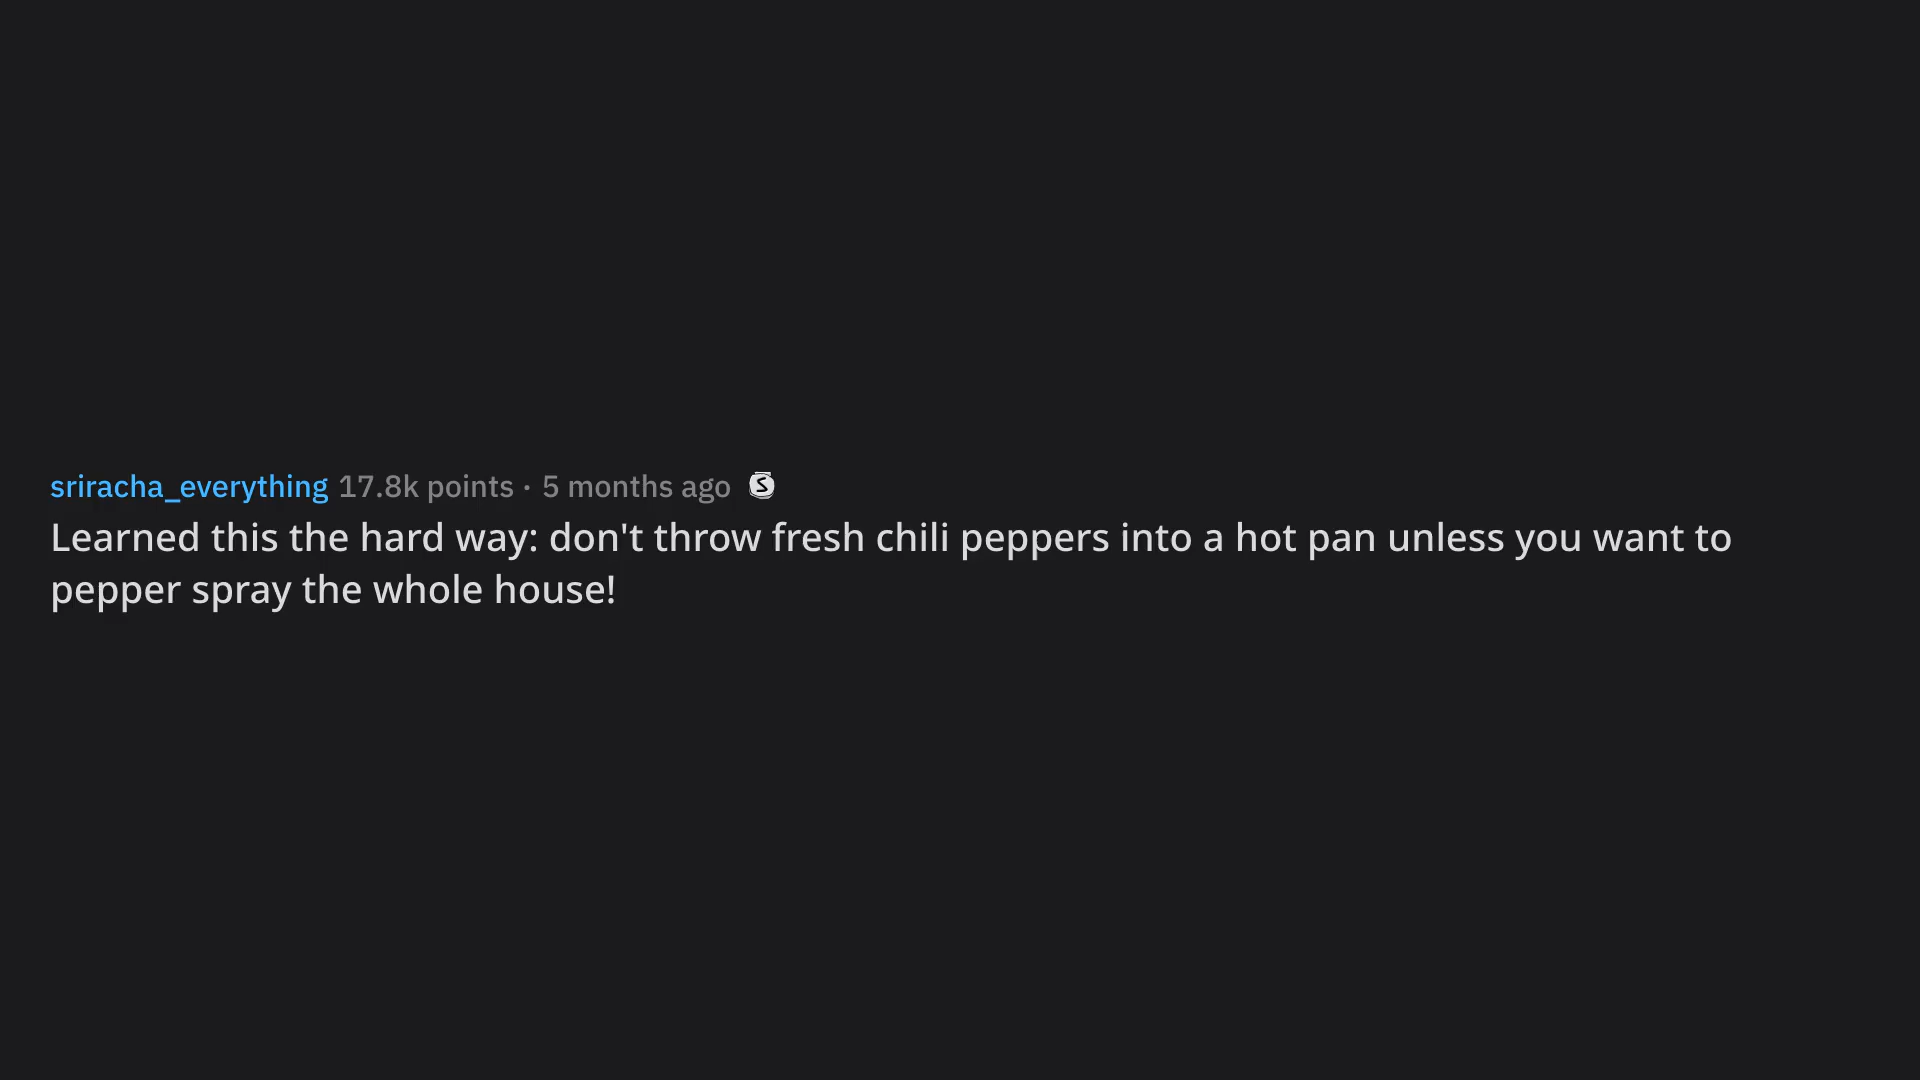 sriracha_everything 17.8k points · 5 months ago S
Learned this the hard way: don't throw fresh chili peppers into a hot pan unless you want to
pepper spray the whole house!